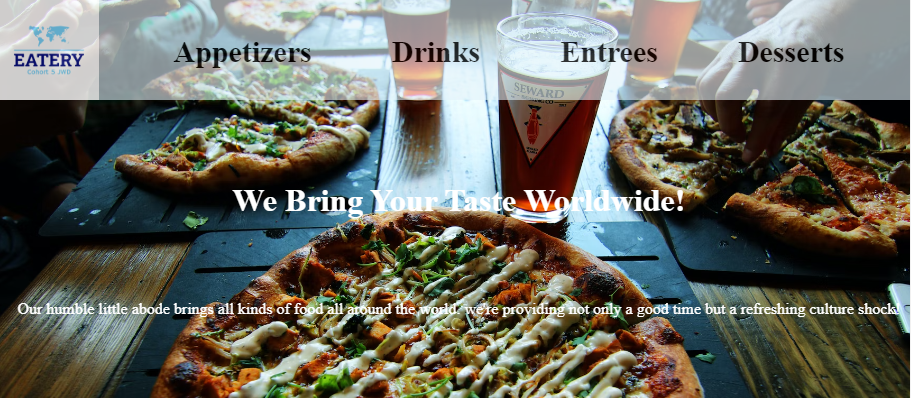 EATERY
Cohort 5 JWD
Appetizers Drinks Entrees Desserts
SEWARD
We Bring Your Taste Worldwide!
Our humble little abode brings all kinds of food all around the world, we're providing not only a good time but a refreshing culture shock!